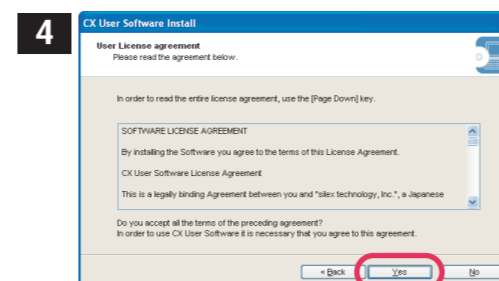 4
CX User Software Install
User License agreement
Please read the agreement below.
In order to read the entire license agreement, use the [Page Down] key.
SOFTWARE LICENSE AGREEMENT
By installing the Software you agree to the terms of this License Agreement.
CX User Software License Agreement
This is a legally binding Agreement between you and "silex technology, Inc.", a Japanese
Do you accept all the terms of the preceding agreement?
In order to use CX User Software it is necessary that you agree to this agreement.
< Back Yes No